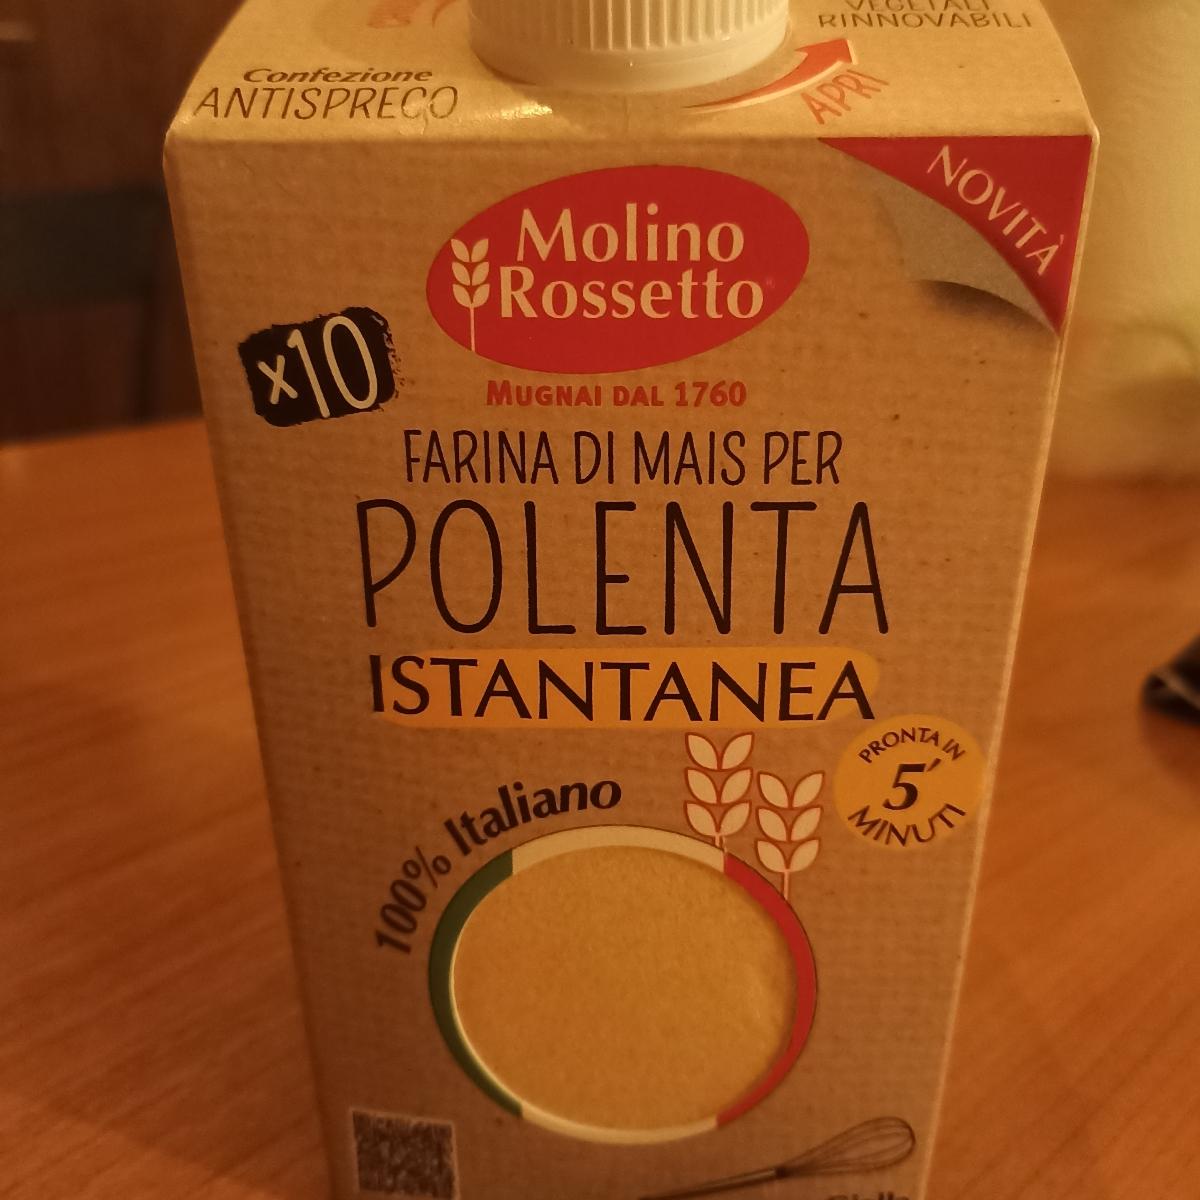 VEGETALI
RINNOVABILI
Confezione
ANTISPRECO
APRI
NOVITÀ
Molino
Rossetto
x10
MUGNAI DAL 1760
FARINA DI MAIS PER
POLENTA
ISTANTANEA
PRONTA IN
5'
MINUTI
100% Italiano